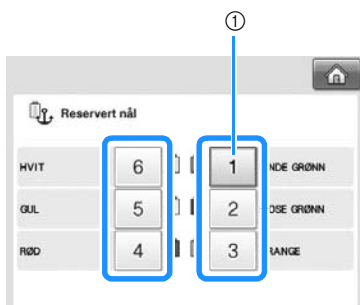 ①
Reservert nål
HVIT 6 1 NDE GRØNN
GUL 5 2 OSE GRØNN
RØD 4 3 RANGE